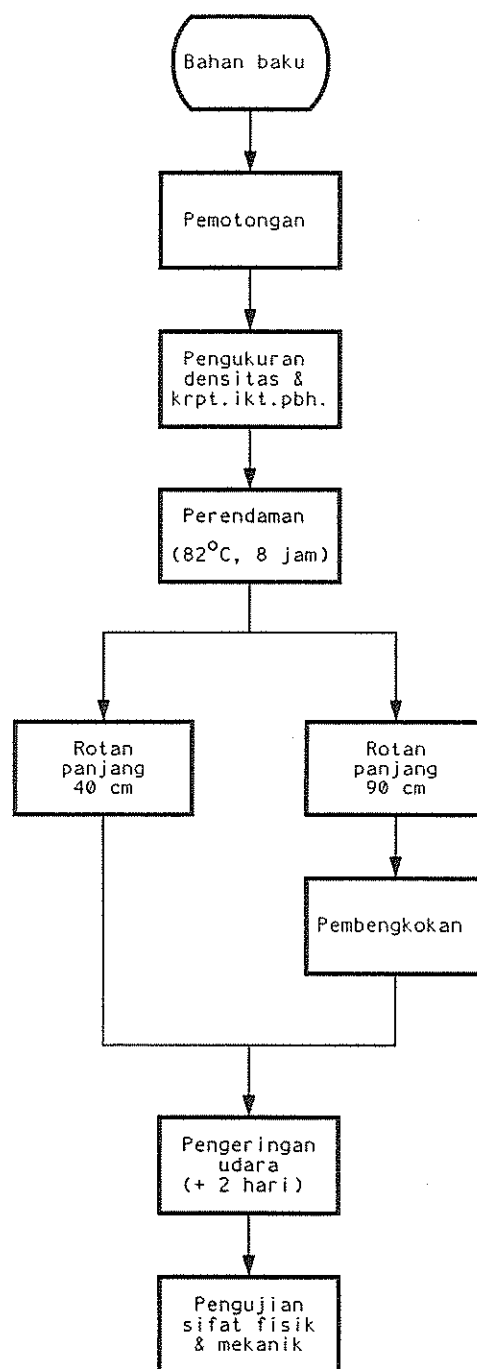 Bahan baku
Pemotongan
Pengukuran
densitas &
krpt.ikt.pbh.
Perendaman
(82°C, 8 jam)
Rotan
panjang
40 cm
Rotan
panjang
90 cm
Pembengkokan
Pengeringan
udara
(+ 2 hari)
Pengujian
sifat fisik
& mekanik